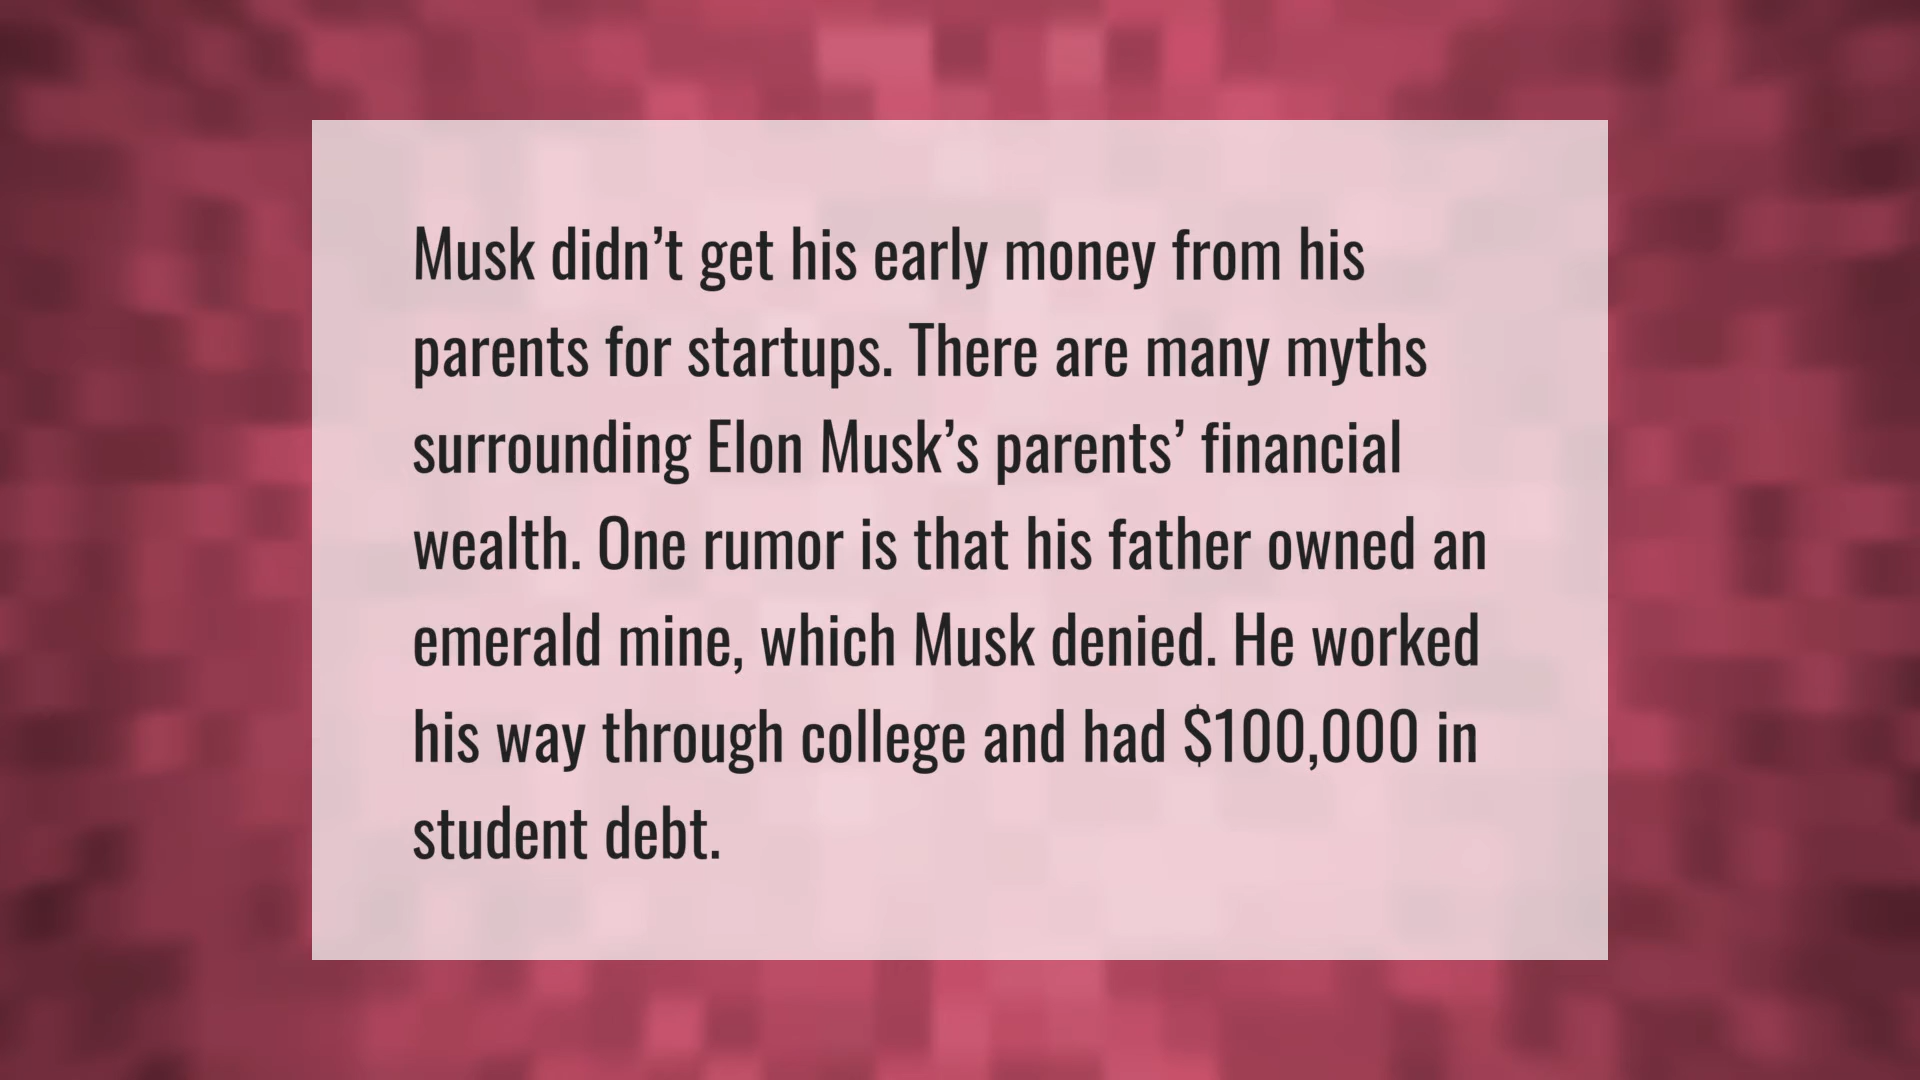 Musk didn’t get his early money from his
parents for startups. There are many myths
surrounding Elon Musk’s parents’ financial
wealth. One rumor is that his father owned an
emerald mine, which Musk denied. He worked
his way through college and had $100,000 in
student debt.